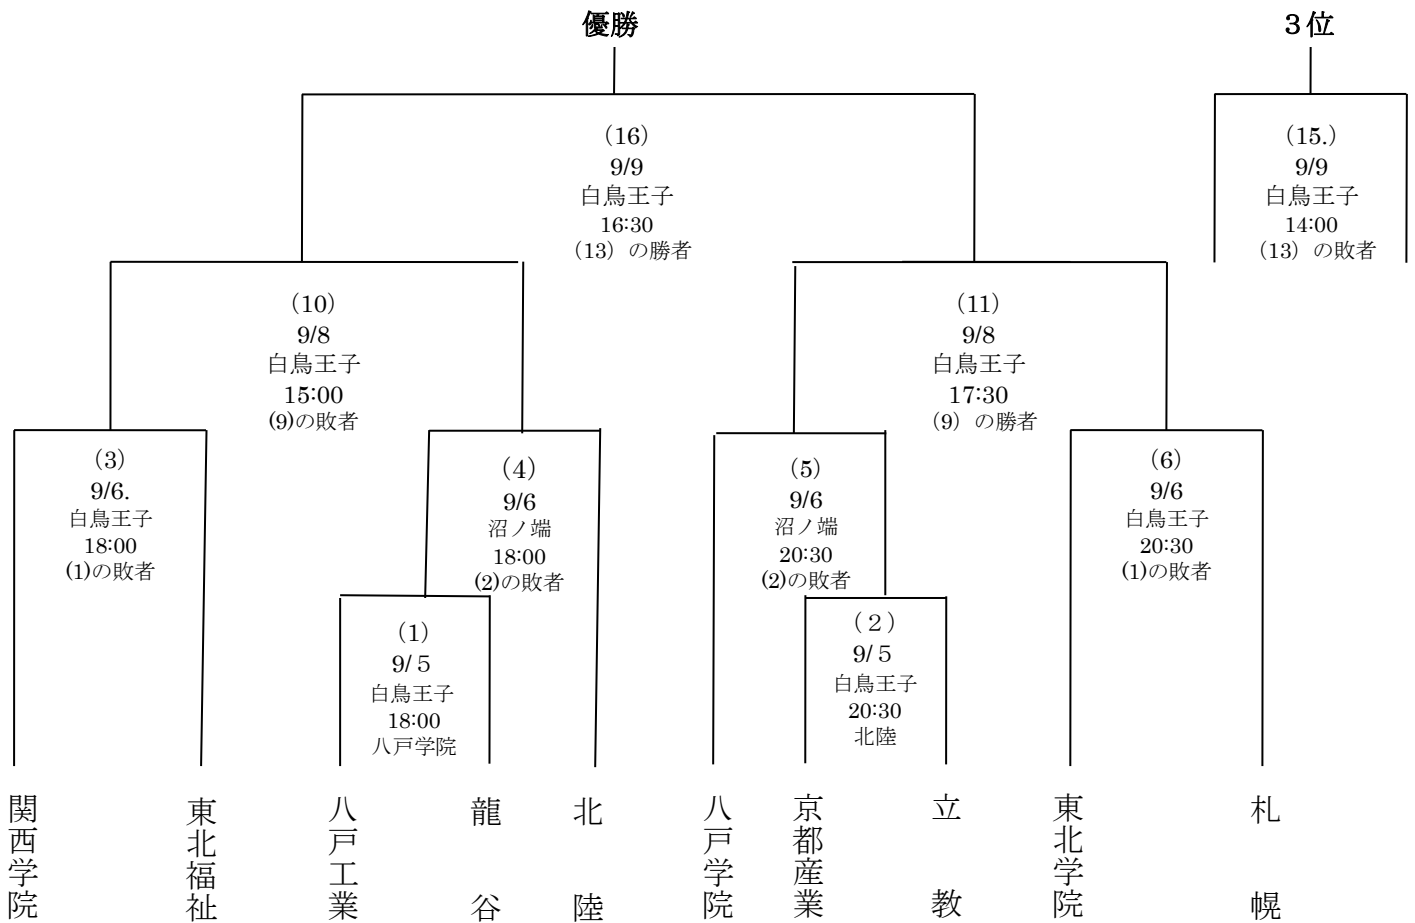 優勝
３位
（16）
9/9
白鳥王子
16:30
（13）の勝者
（15.）
9/9
白鳥王子
14:00
（13）の敗者
（10）
9/8
白鳥王子
15:00
(9)の敗者
（11）
9/8
白鳥王子
17:30
（9）の勝者
（3）
9/6.
白鳥王子
18:00
(1)の敗者
（4）
9/6
沼ノ端
18:00
(2)の敗者
（5）
9/6
沼ノ端
20:30
(2)の敗者
（6）
9/6
白鳥王子
20:30
(1)の敗者
（1）
9/５
白鳥王子
18:00
八戸学院
（２）
9/５
白鳥王子
20:30
北陸
関西学院
東北福祉
八戸工業
龍谷
北陸
八戸学院
京都産業
立教
東北学院
札幌